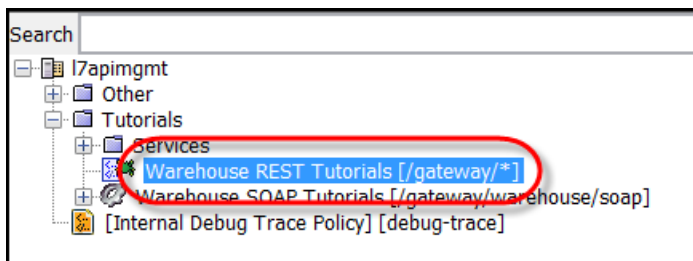 Search
l7apimgmt
Other
Tutorials
Services
Warehouse REST Tutorials [/gateway/*]
Warehouse SOAP Tutorials [/gateway/warehouse/soap]
[Internal Debug Trace Policy] [debug-trace]